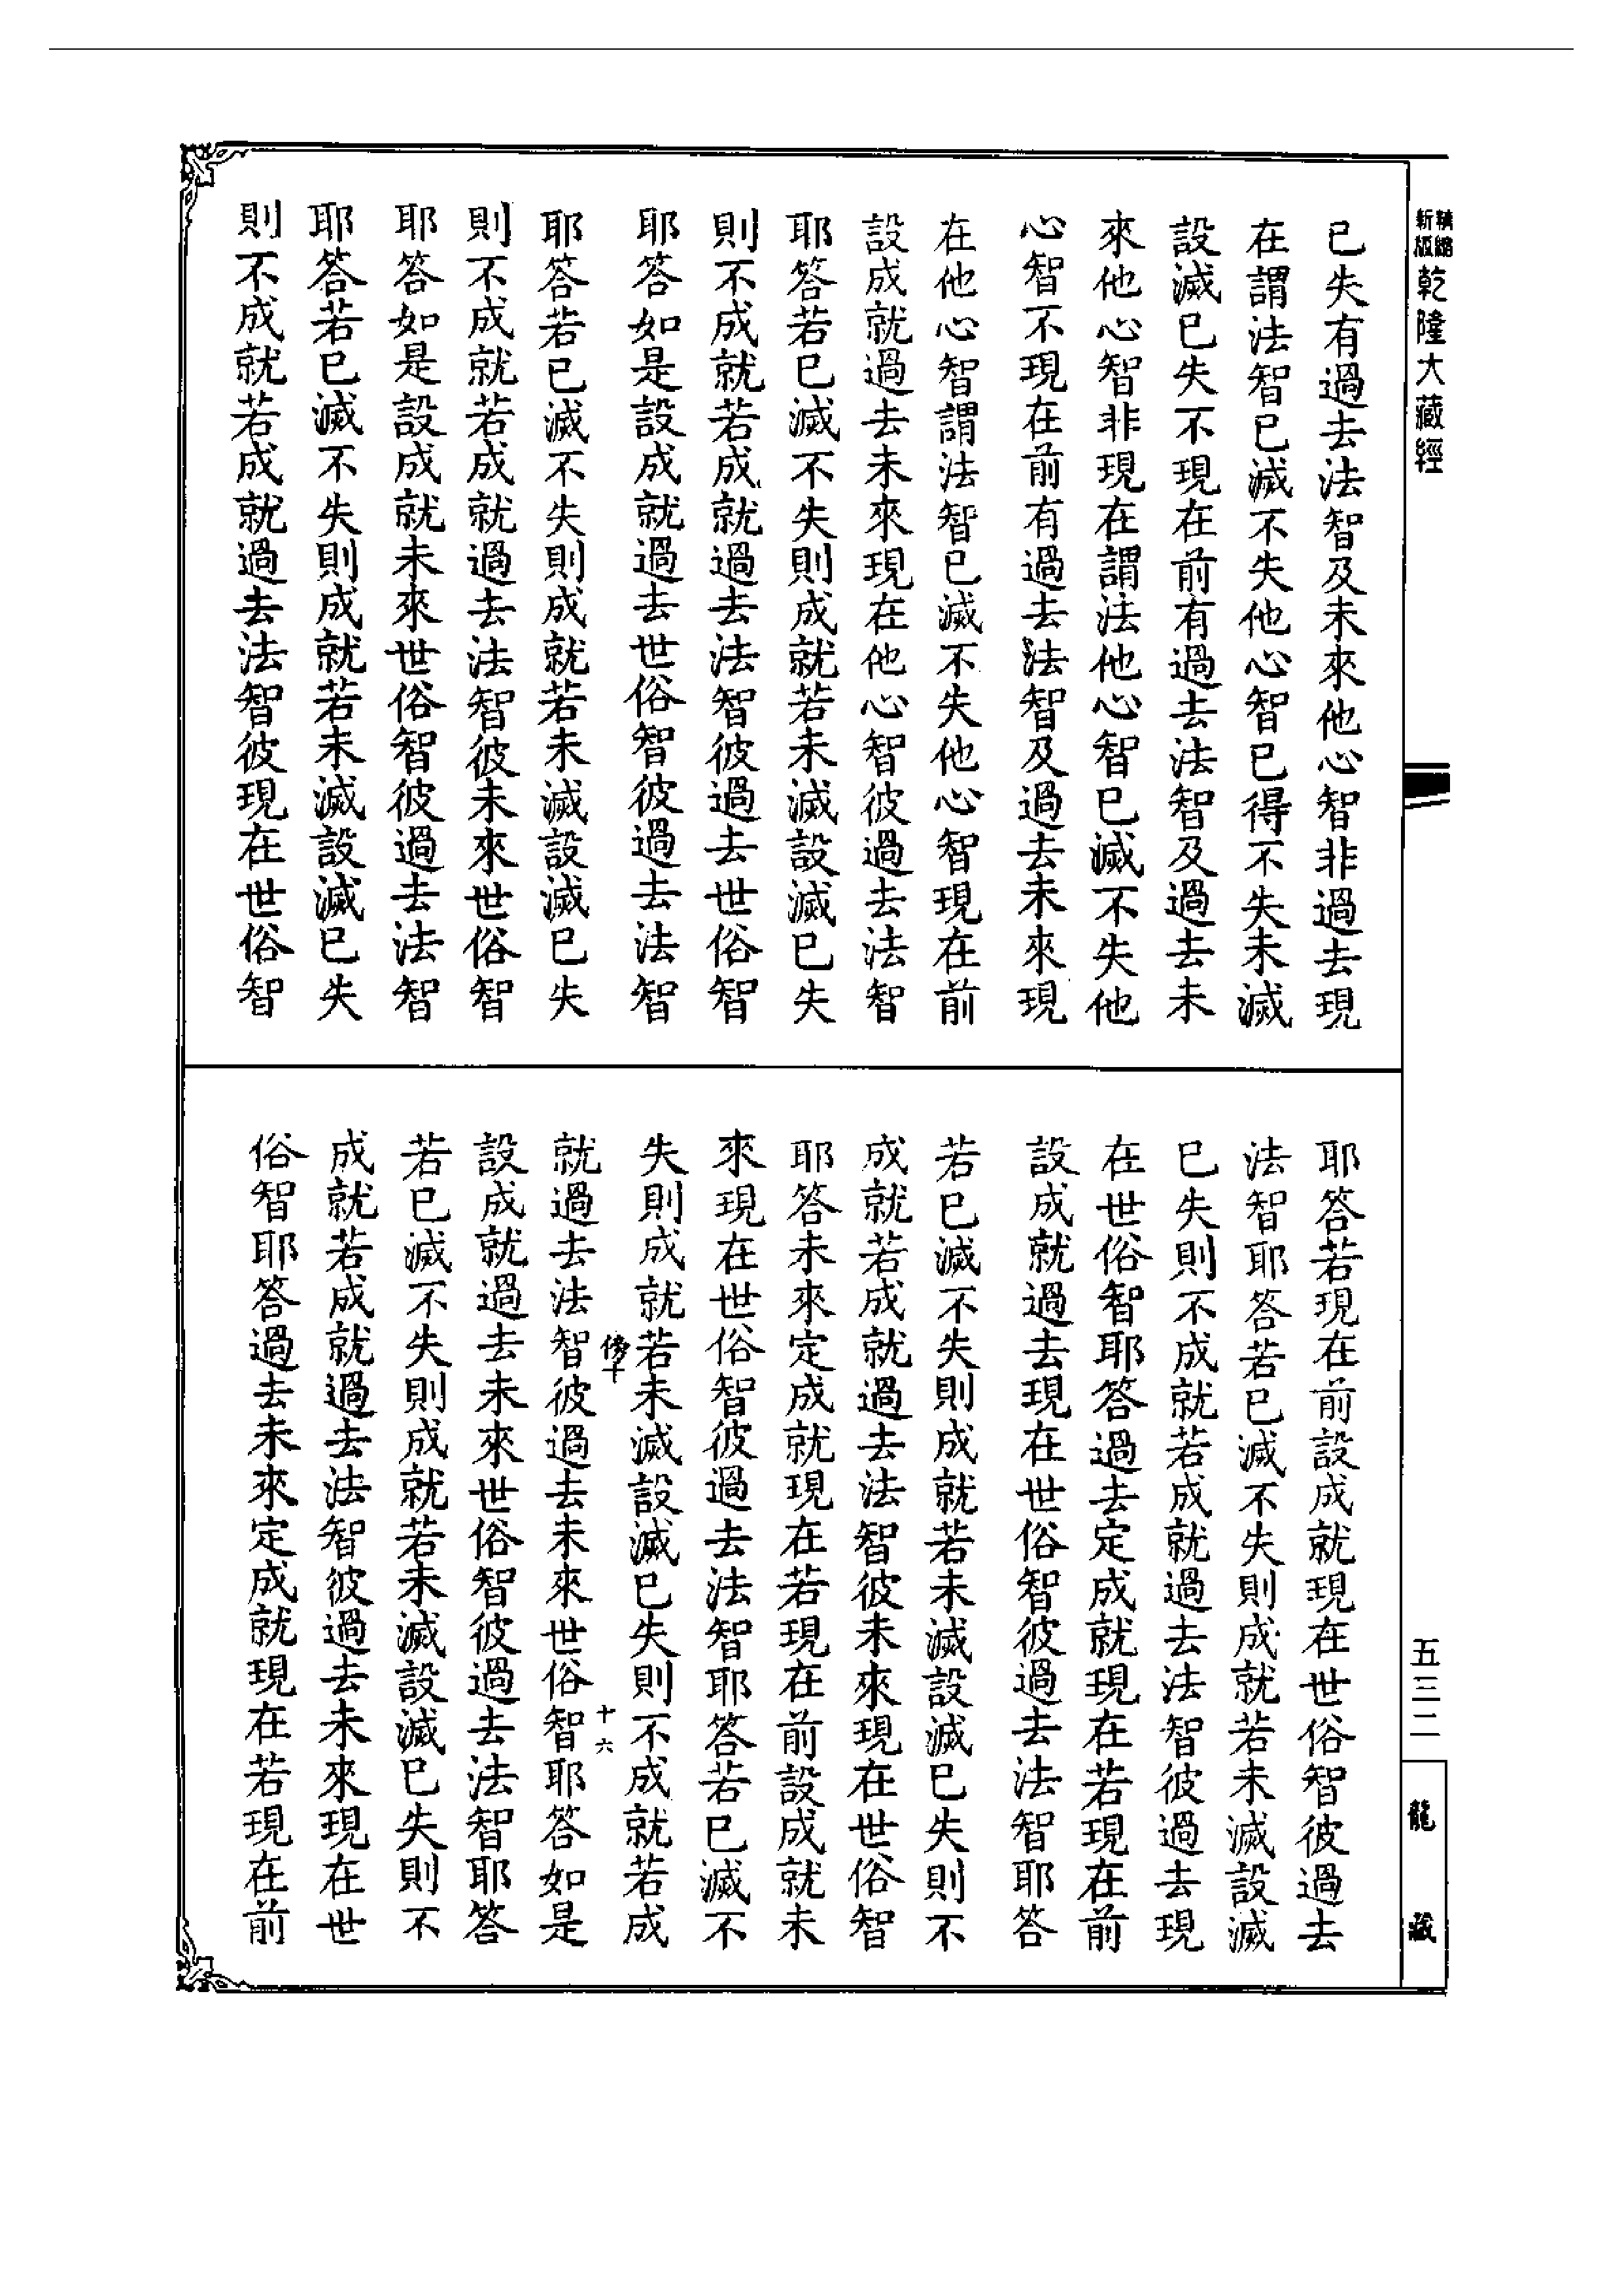 新版精縮乾隆大藏經
五三二
龍藏
已失有過去法智及未來他心智非過去現
在謂法智已滅不失他心智已得不失未滅
設滅已失不現在前有過去法智及過去未
來他心智非現在謂法他心智已滅不失他
心智不現在前有過去法智及過去未來現
在他心智謂法智已滅不失他心智現在前
設成就過去未來現在他心智彼過去法智
耶答若已滅不失則成就若未滅設滅已失
則不成就若成就過去法智彼過去世俗智
耶答如是設成就過去世俗智彼過去法智
耶答若已滅不失則成就若未滅設滅已失
則不成就若成就過去法智彼未來世俗智
耶答如是設成就未來世俗智彼過去法智
耶答若已滅不失則成就若未滅設滅已失
則不成就若成就過去法智彼現在世俗智
耶答若現在前設成就現在世俗智彼過去
法智耶答若已滅不失則成就若未滅設滅
已失則不成就若成就過去法智彼過去現
在世俗智耶答過去定成就現在若現在前
設成就過去現在世俗智彼過去法智耶答
若已滅不失則成就若未滅設滅已失則不
成就若成就過去法智彼未來現在世俗智
耶答未來定成就現在若現在前設成就未
來現在世俗智彼過去法智耶答若已滅不
失則成就若未滅設滅已失則不成就若成
傍十
十六
就過去法智彼過去未來世俗智耶答如是
設成就過去未來世俗智彼過去法智耶答
若已滅不失則成就若未滅設滅已失則不
成就若成就過去法智彼過去未來現在世
俗智耶答過去未來定成就現在若現在前